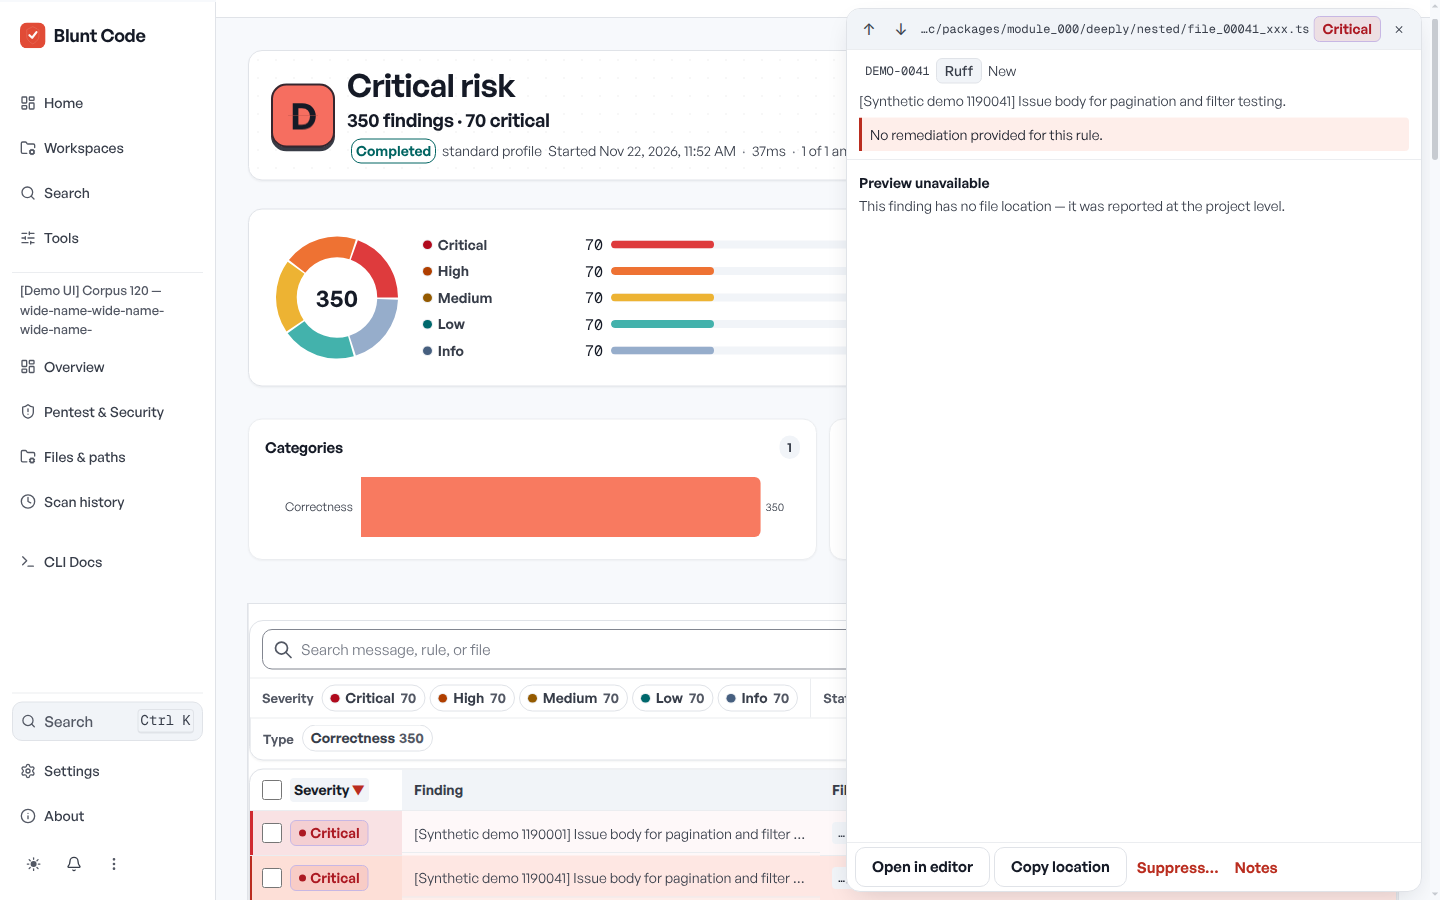 Blunt Code
Home
Workspaces
Search
Tools
[Demo UI] Corpus 120 —
wide-name-wide-name-
wide-name-
Overview
Pentest & Security
Files & paths
Scan history
CLI Docs
Search Ctrl K
Settings
About
D
Critical risk
350 findings · 70 critical
Completed standard profile Started Nov 22, 2026, 11:52 AM · 37ms · 1 of 1 an
350
Critical 70
High 70
Medium 70
Low 70
Info 70
Categories 1
Correctness 350
Search message, rule, or file
Severity Critical 70 High 70 Medium 70 Low 70 Info 70 Sta
Type Correctness 350
Severity Finding Fil
Critical [Synthetic demo 1190001] Issue body for pagination and filter ... …
Critical [Synthetic demo 1190041] Issue body for pagination and filter ... …
…c/packages/module_000/deeply/nested/file_00041_xxx.ts Critical ×
DEMO-0041 Ruff New
[Synthetic demo 1190041] Issue body for pagination and filter testing.
No remediation provided for this rule.
Preview unavailable
This finding has no file location — it was reported at the project level.
Open in editor Copy location Suppress... Notes